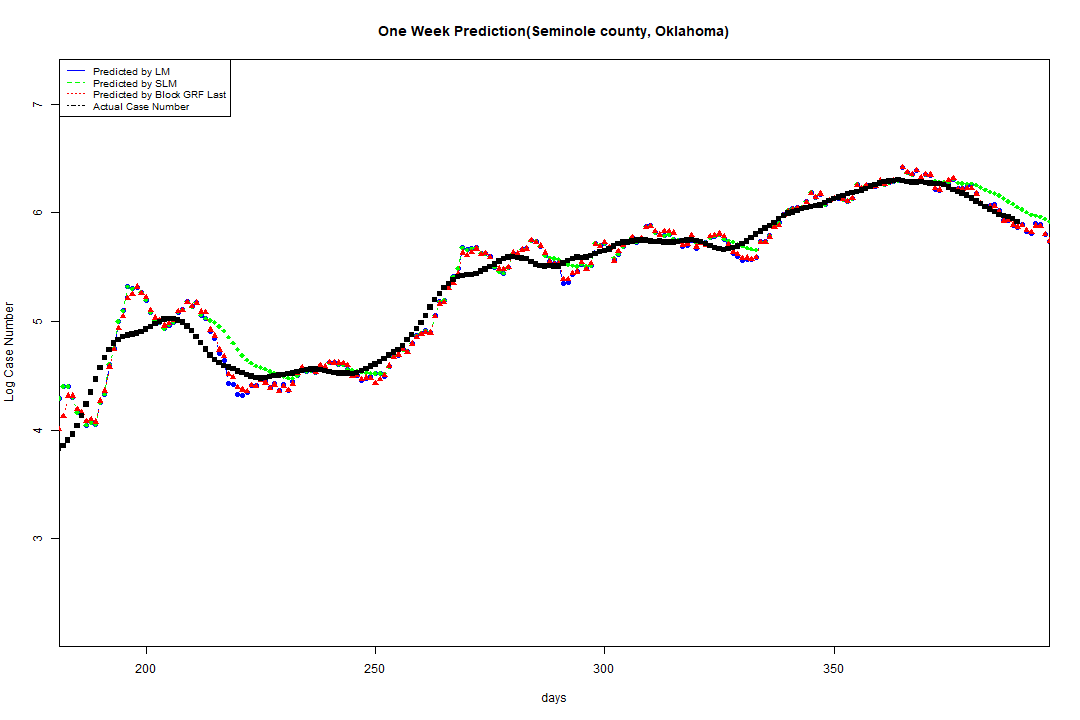 One Week Prediction(Seminole county, Oklahoma)
Predicted by LM
Predicted by SLM
Predicted by Block GRF Last
Actual Case Number
7
6
5
4
3
Log Case Number
200 250 300 350
days